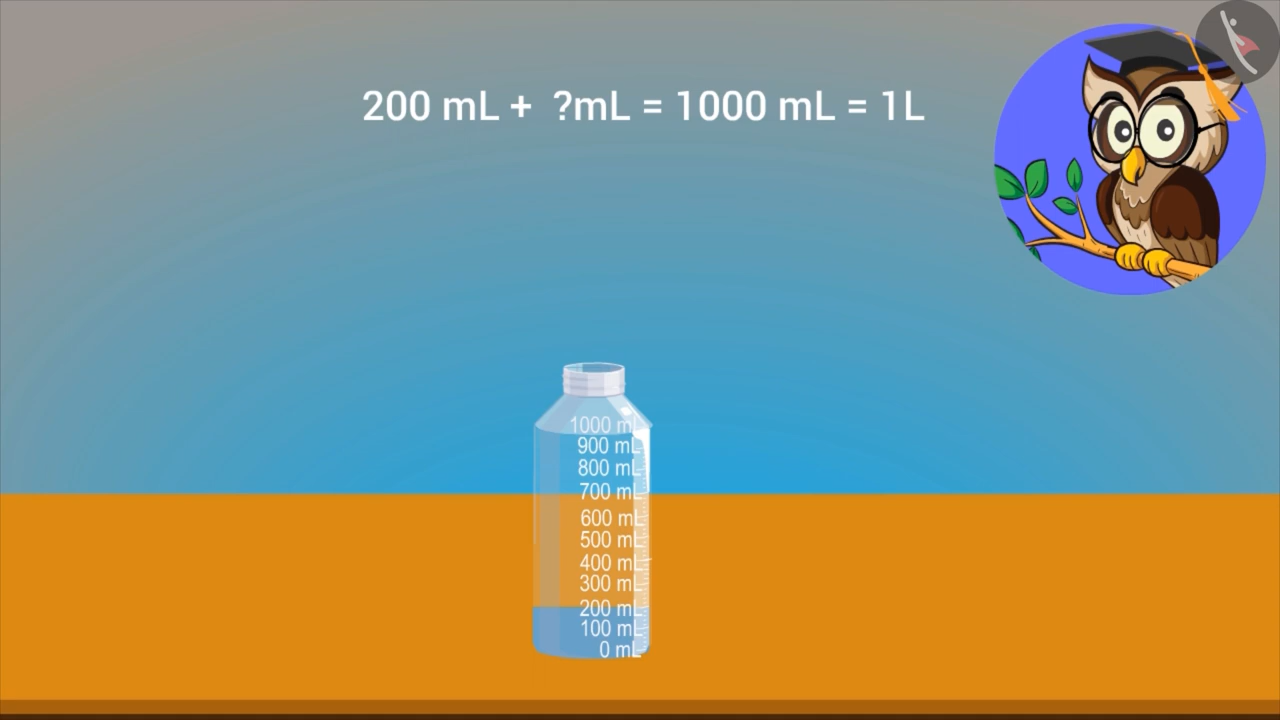 200 mL + ?mL = 1000 mL = 1L
1000 mL
900 mL
800 mL
700 mL
600 mL
500 mL
400 mL
300 mL
200 mL
100 mL
0 mL